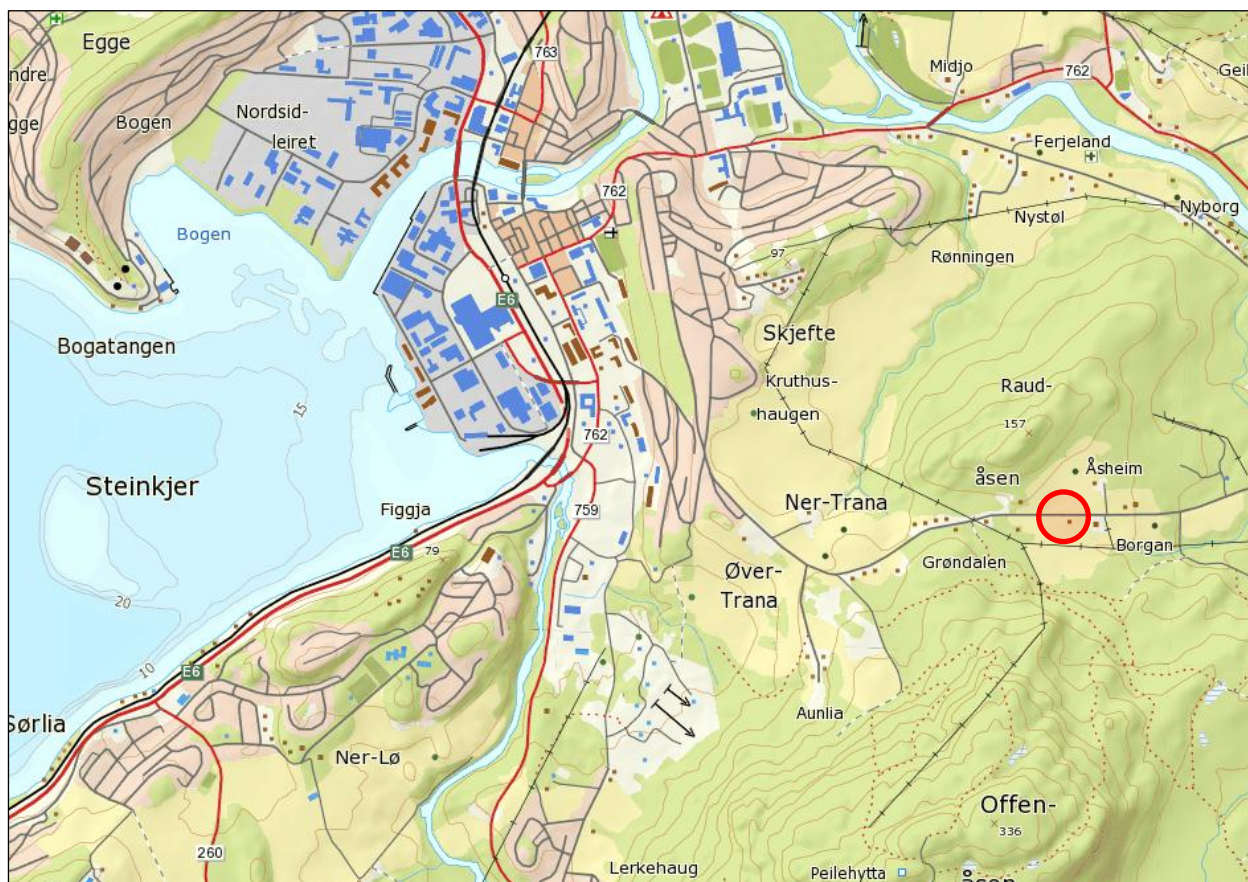 Egge
763
Midjo
762
Geil
ndre
gge
Bogen
Nordsid-
leiret
Ferjeland
762
Nystøl
Nyborg
Bogen
97
Rønningen
E6
Skjefte
Bogatangen
Kruthus-
haugen
Raud-
15
157
762
Åsheim
Steinkjer
åsen
Ner-Trana
Figgja
759
E6
79
Borgan
Grøndalen
Øver-
Trana
20
10
E6
Aunlia
Sørlia
Ner-Lø
Offen-
336
260
Lerkehaug
Peilehytta
åsen